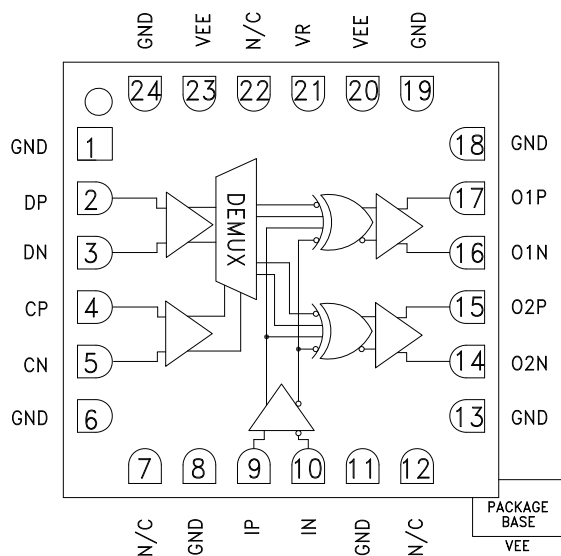 GND VEE N/C VR VEE GND
24 23 22 21 20 19
GND 1
18 GND
DP 2
17 O1P
DN 3
16 O1N
DEMUX
CP 4
15 O2P
CN 5
14 O2N
GND 6
13 GND
7 8 9 10 11 12
N/C GND IP IN GND N/C
PACKAGE
BASE
VEE